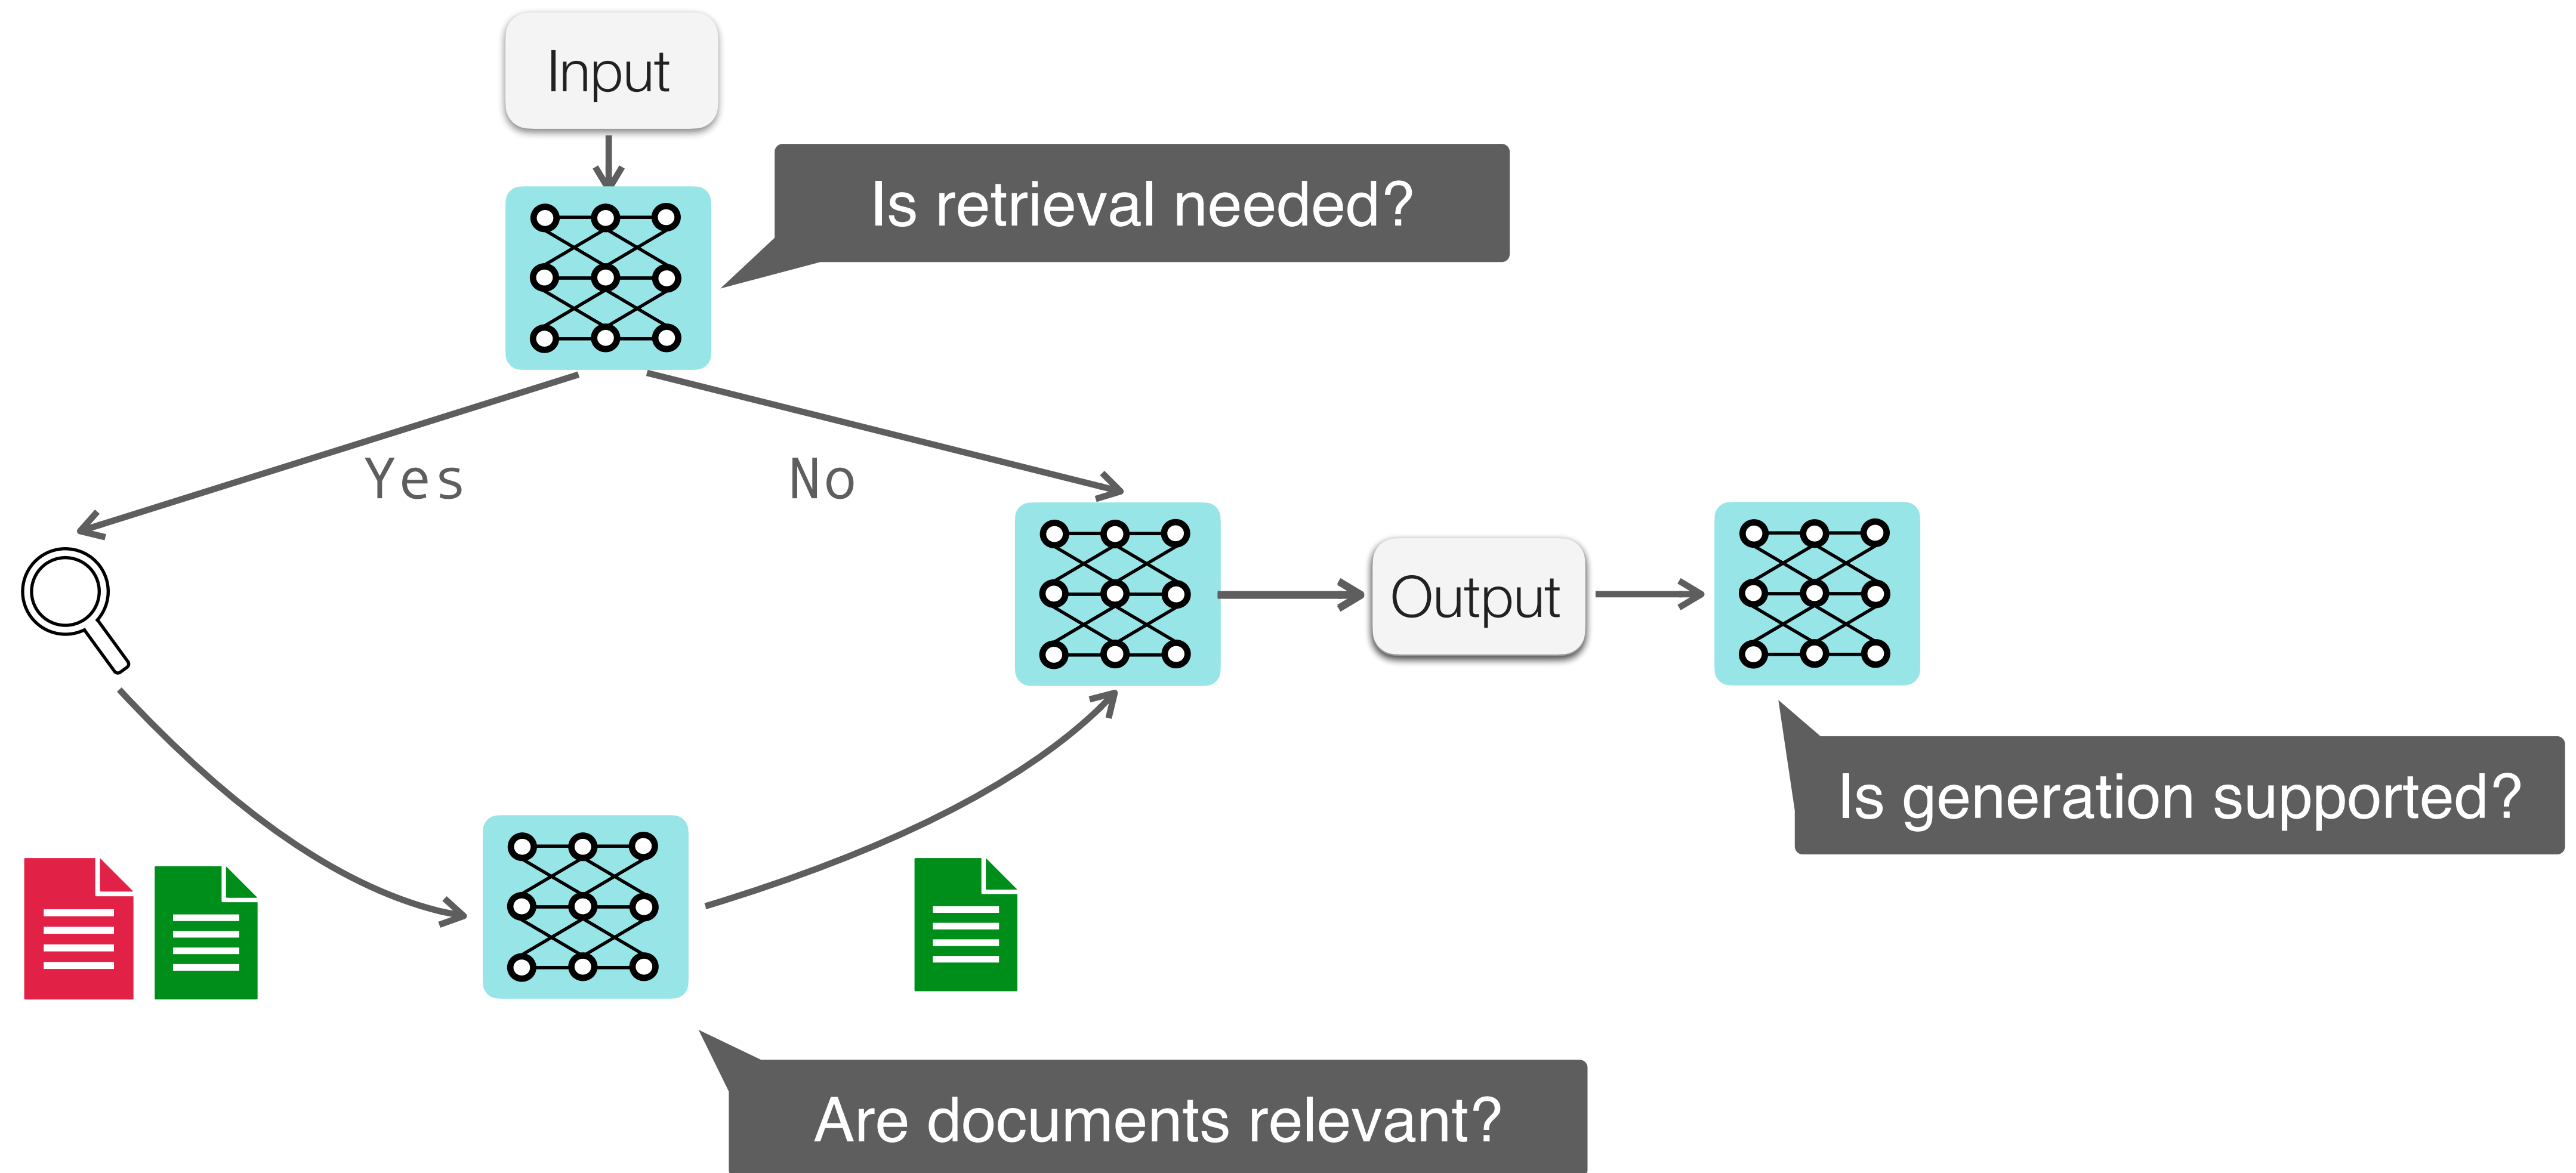 Input
Is retrieval needed?
Yes
No
Output
Is generation supported?
Are documents relevant?